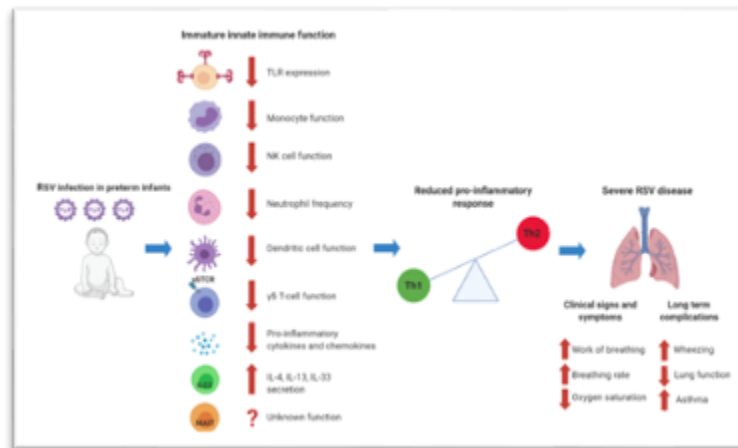 Immature innate immune function
TLR expression
Monocyte function
NK cell function
RSV infection in preterm infants
Neutrophil frequency
Dendritic cell function
γδ T-cell function
Pro-inflammatory
cytokines and chemokines
IL-4, IL-13, IL-33
secretion
MAIT
?
Unknown function
Reduced pro-inflammatory
response
Th2
Th1
Severe RSV disease
Clinical signs and
symptoms
Work of breathing
Breathing rate
Oxygen saturation
Long term
complications
Wheezing
Lung function
Asthma